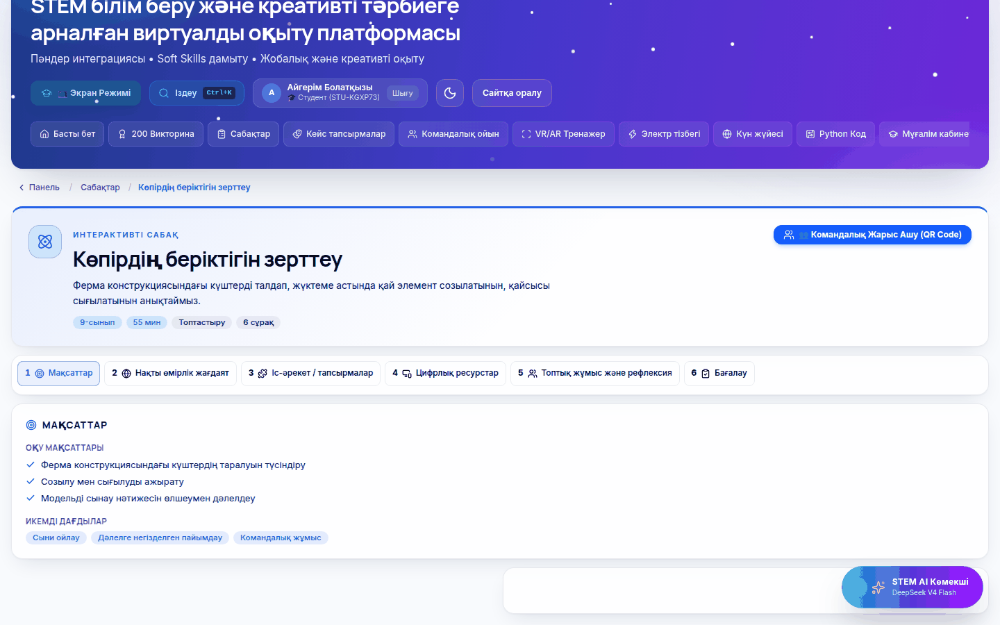 STEM білім беру және креативті тәрбиеге
арналған виртуалды оқыту платформасы
Пәндер интеграциясы • Soft Skills дамыту • Жобалық және креативті оқыту
Экран Режимі
Іздеу Ctrl+K
А Айгерім Болатқызы
Студент (STU-KGXP73)
Шығу
Сайтқа оралу
Басты бет
200 Викторина
Сабақтар
Кейс тапсырмалар
Командалық ойын
VR/AR Тренажер
Электр тізбегі
Күн жүйесі
Python Код
Мұғалім кабине
Панель / Сабақтар / Көпірдің беріктігін зерттеу
ИНТЕРАКТИВТІ САБАҚ
Командалық Жарыс Ашу (QR Code)
Көпірдің беріктігін зерттеу
Ферма конструкциясындағы күштерді талдап, жүктеме астында қай элемент созылатынын, қайсысы
сығылатынын анықтаймыз.
9-сынып
55 мин
Топтастыру
6 сұрақ
1 Мақсаттар
2 Нақты өмірлік жағдаят
3 Іс-әрекет / тапсырмалар
4 Цифрлық ресурстар
5 Топтық жұмыс және рефлексия
6 Бағалау
МАҚСАТТАР
ОҚУ МАҚСАТТАРЫ
Ферма конструкциясындағы күштердің таралуын түсіндіру
Созылу мен сығылуды ажырату
Модельді сынау нәтижесін өлшеумен дәлелдеу
ИКЕМДІ ДАҒДЫЛАР
Сыни ойлау
Дәлелге негізделген пайымдау
Командалық жұмыс
STEM AI Көмекші
DeepSeek V4 Flash